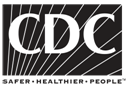 CDC
SAFER • HEALTHIER • PEOPLE™